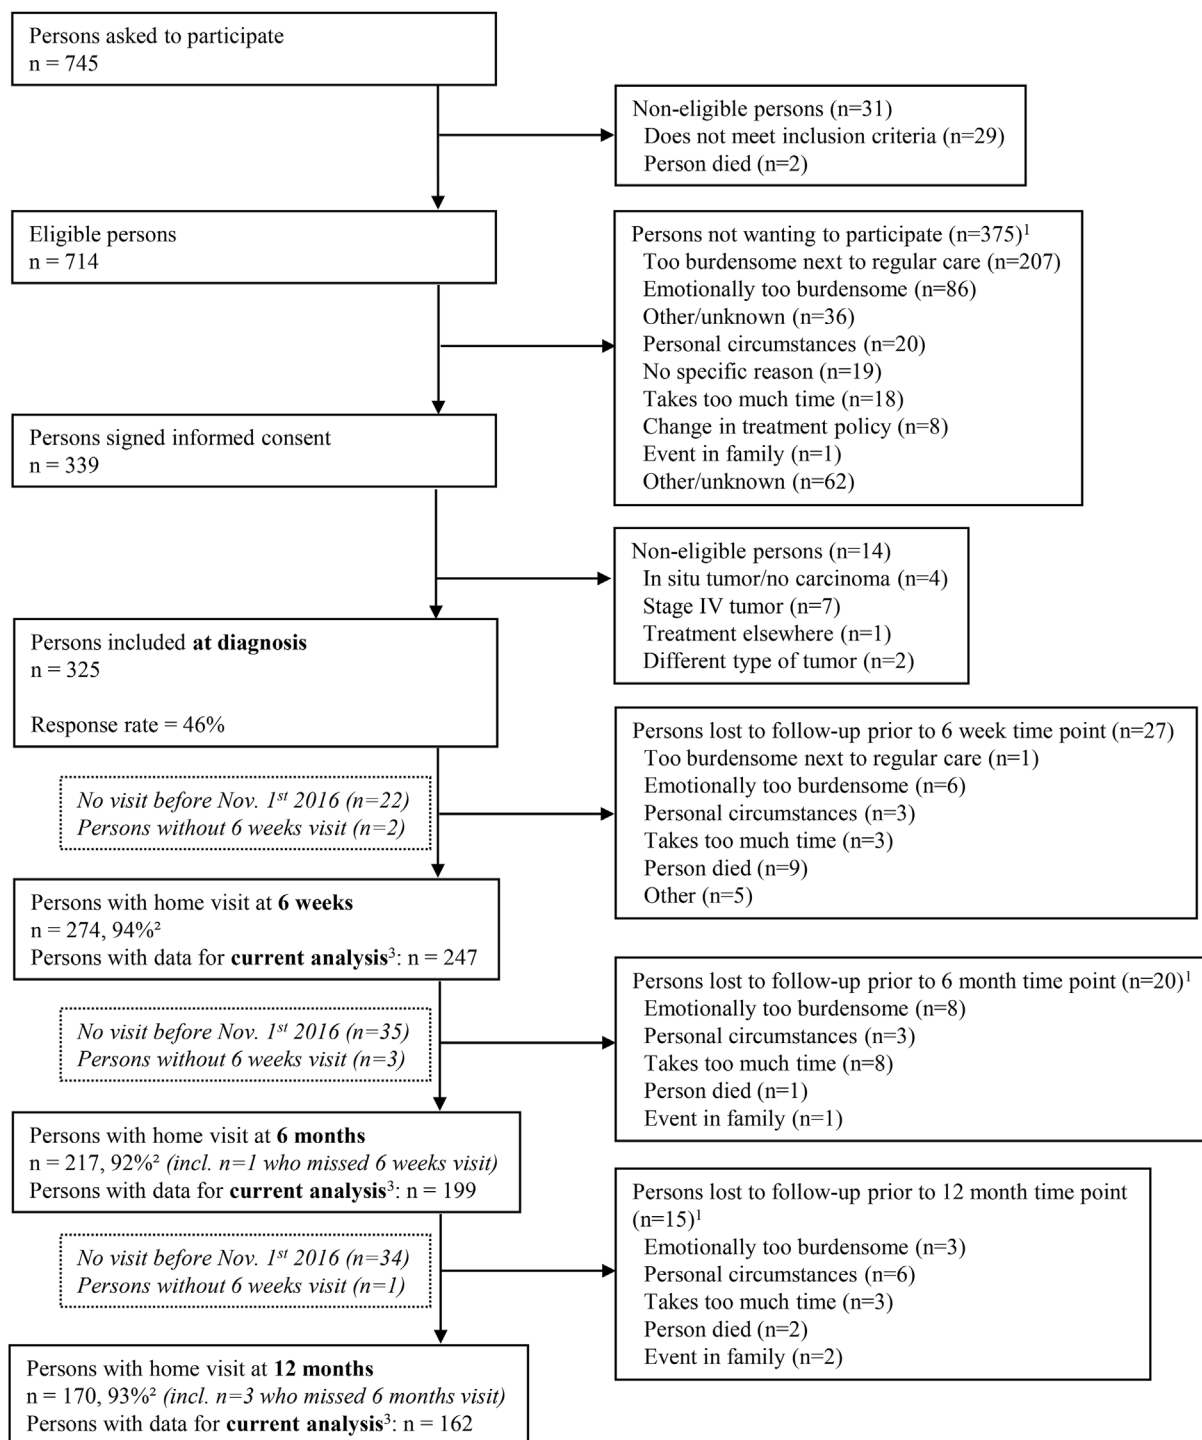 Persons asked to participate
n = 745
Non-eligible persons (n=31)
Does not meet inclusion criteria (n=29)
Person died (n=2)
Eligible persons
n = 714
Persons not wanting to participate (n=375)¹
Too burdensome next to regular care (n=207)
Emotionally too burdensome (n=86)
Other/unknown (n=36)
Personal circumstances (n=20)
No specific reason (n=19)
Takes too much time (n=18)
Change in treatment policy (n=8)
Event in family (n=1)
Other/unknown (n=62)
Persons signed informed consent
n = 339
Non-eligible persons (n=14)
In situ tumor/no carcinoma (n=4)
Stage IV tumor (n=7)
Treatment elsewhere (n=1)
Different type of tumor (n=2)
Persons included at diagnosis
n = 325
Response rate = 46%
Persons lost to follow-up prior to 6 week time point (n=27)
Too burdensome next to regular care (n=1)
Emotionally too burdensome (n=6)
Personal circumstances (n=3)
Takes too much time (n=3)
Person died (n=9)
Other (n=5)
No visit before Nov. 1st 2016 (n=22)
Persons without 6 weeks visit (n=2)
Persons with home visit at 6 weeks
n = 274, 94%²
Persons with data for current analysis³: n = 247
Persons lost to follow-up prior to 6 month time point (n=20)¹
Emotionally too burdensome (n=8)
Personal circumstances (n=3)
Takes too much time (n=8)
Person died (n=1)
Event in family (n=1)
No visit before Nov. 1st 2016 (n=35)
Persons without 6 weeks visit (n=3)
Persons with home visit at 6 months
n = 217, 92%² (incl. n=1 who missed 6 weeks visit)
Persons with data for current analysis³: n = 199
Persons lost to follow-up prior to 12 month time point
(n=15)¹
Emotionally too burdensome (n=3)
Personal circumstances (n=6)
Takes too much time (n=3)
Person died (n=2)
Event in family (n=2)
No visit before Nov. 1st 2016 (n=34)
Persons without 6 weeks visit (n=1)
Persons with home visit at 12 months
n = 170, 93%² (incl. n=3 who missed 6 months visit)
Persons with data for current analysis³: n = 162